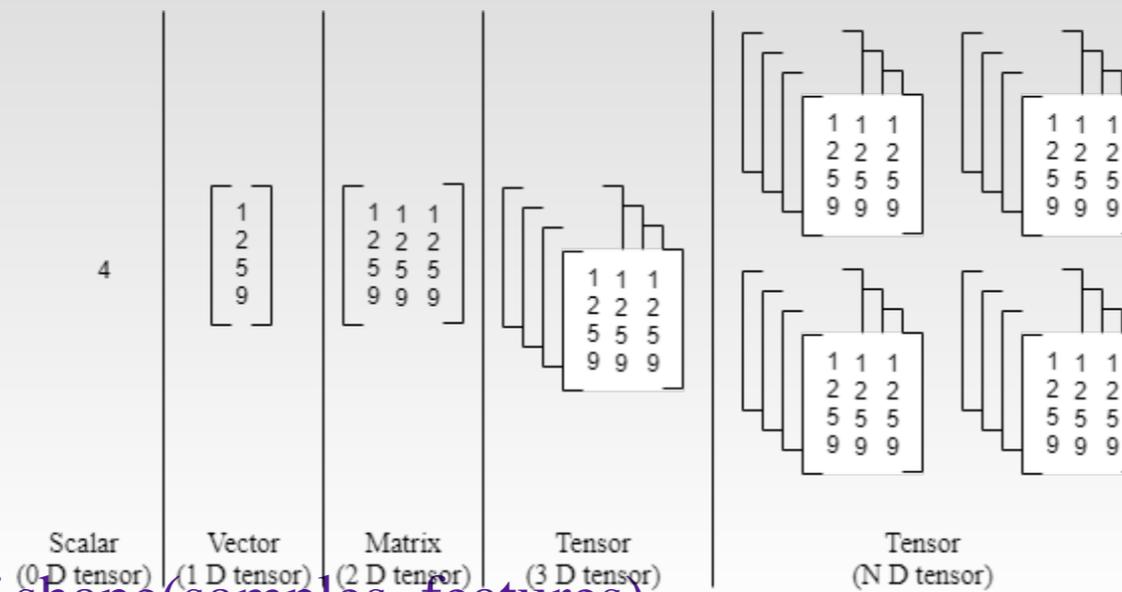 4
1
2
5
9
1 1 1
2 2 2
5 5 5
9 9 9
1 1 1
2 2 2
5 5 5
9 9 9
1 1 1
2 2 2
5 5 5
9 9 9
1 1 1
2 2 2
5 5 5
9 9 9
1 1 1
2 2 2
5 5 5
9 9 9
1 1 1
2 2 2
5 5 5
9 9 9
Scalar
(0 D tensor)
Vector
(1 D tensor)
Matrix
(2 D tensor)
Tensor
(3 D tensor)
Tensor
(N D tensor)
shape(samples, features)